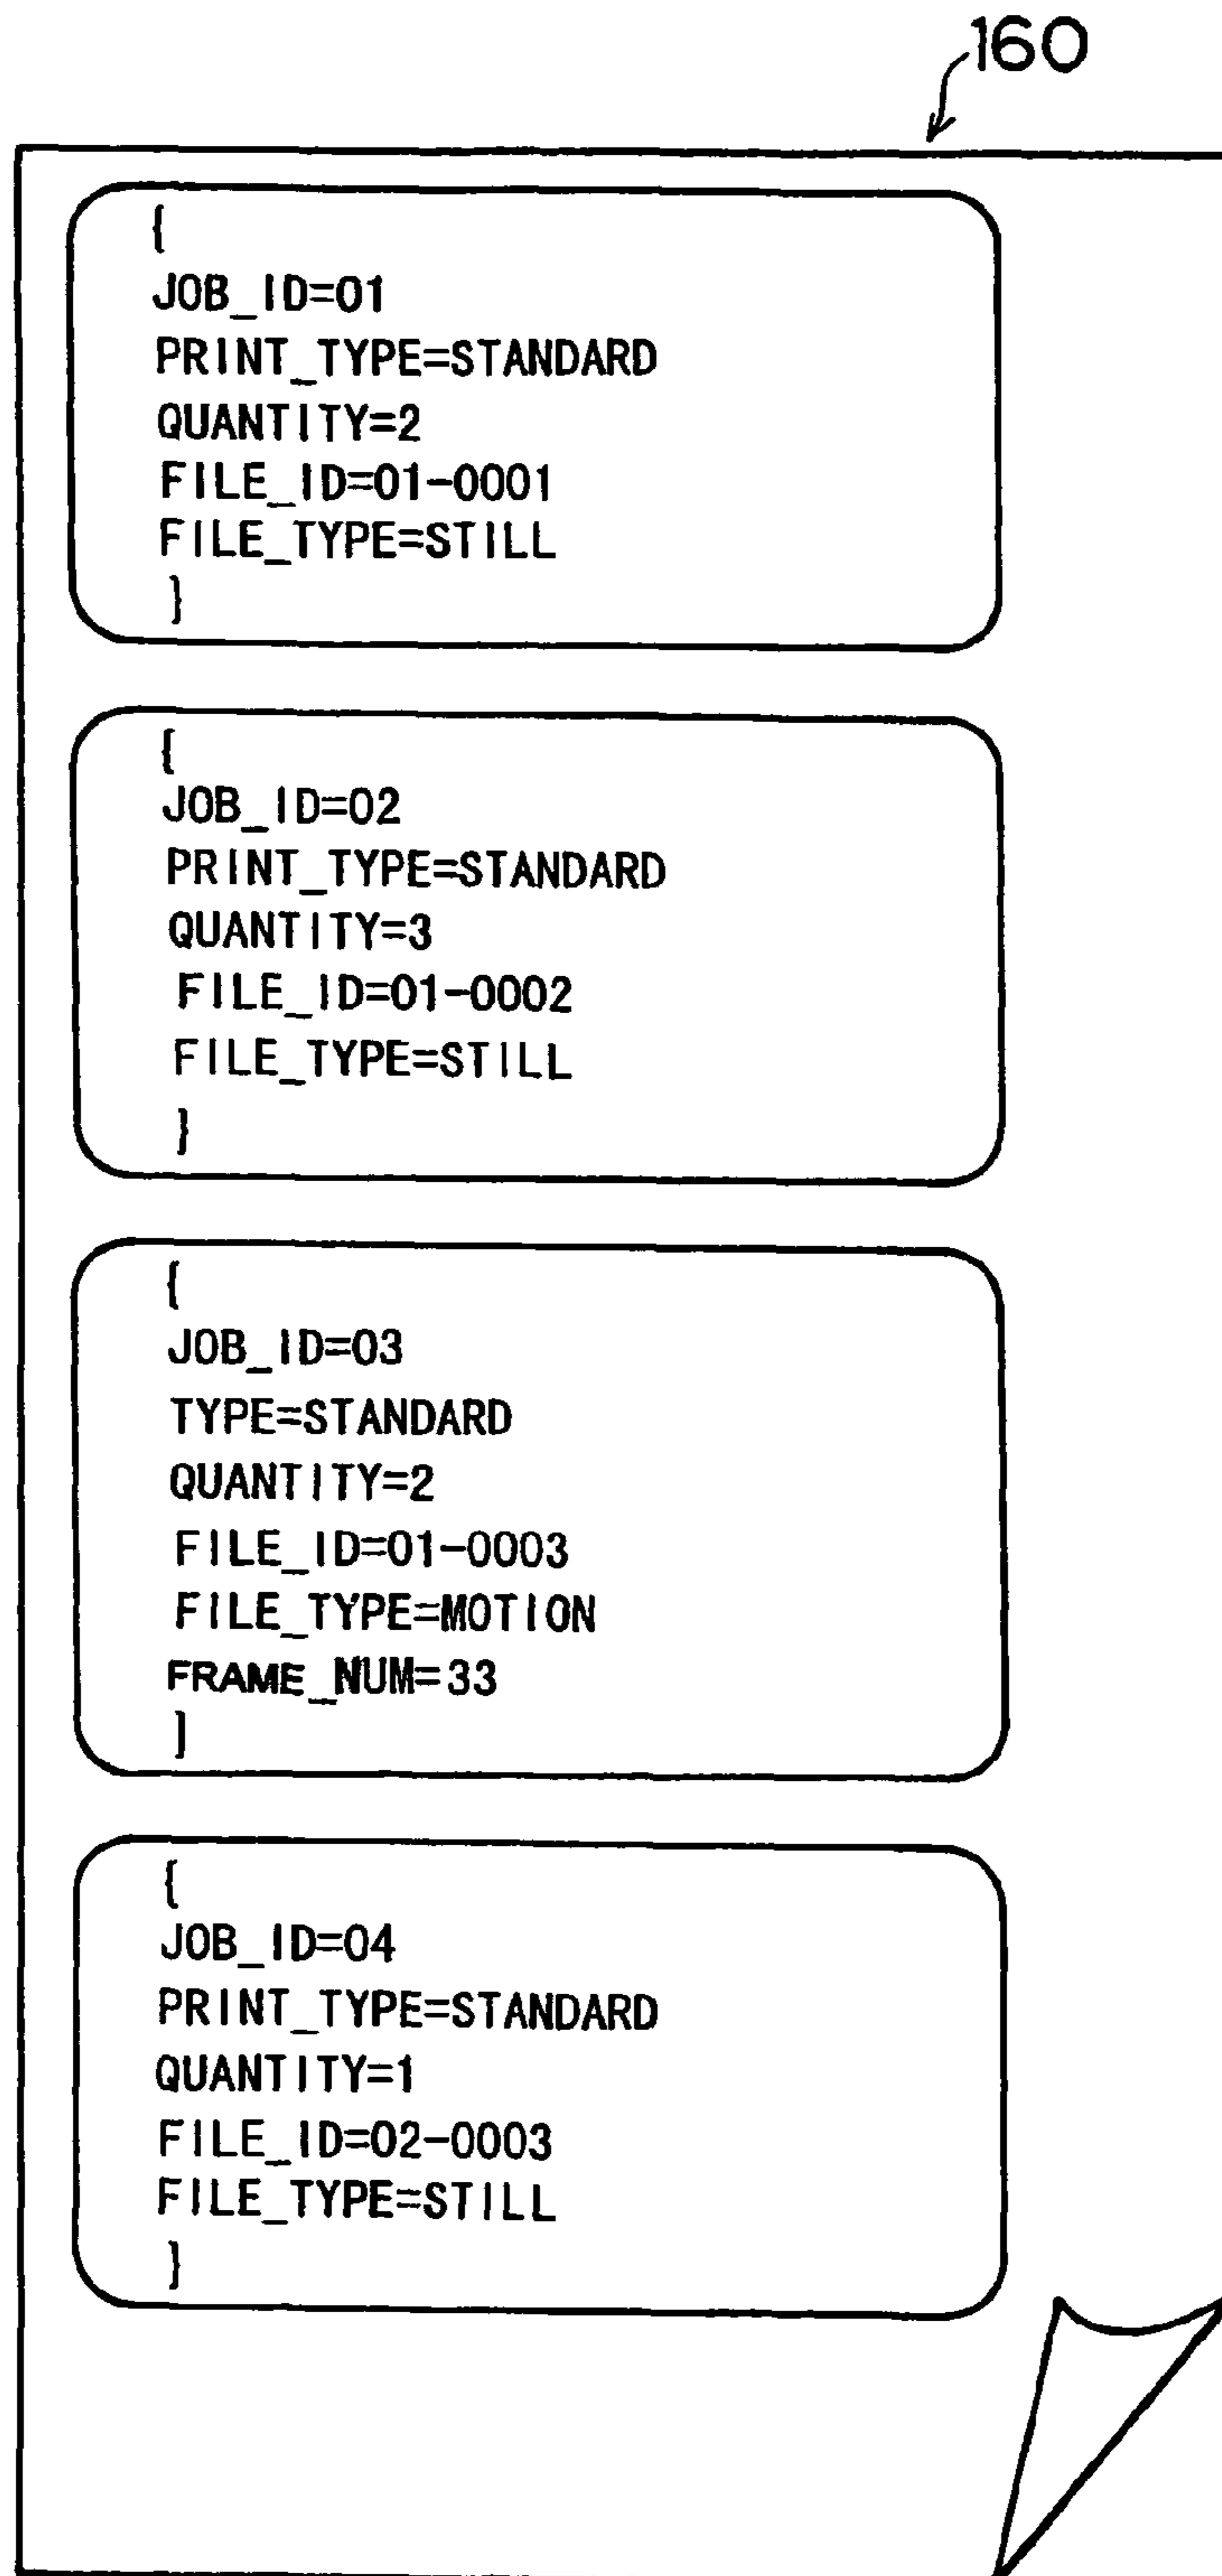 160
{
JOB_ID=01
PRINT_TYPE=STANDARD
QUANTITY=2
FILE_ID=01-0001
FILE_TYPE=STILL
}
{
JOB_ID=02
PRINT_TYPE=STANDARD
QUANTITY=3
FILE_ID=01-0002
FILE_TYPE=STILL
}
{
JOB_ID=03
TYPE=STANDARD
QUANTITY=2
FILE_ID=01-0003
FILE_TYPE=MOTION
FRAME_NUM=33
]
{
JOB_ID=04
PRINT_TYPE=STANDARD
QUANTITY=1
FILE_ID=02-0003
FILE_TYPE=STILL
}